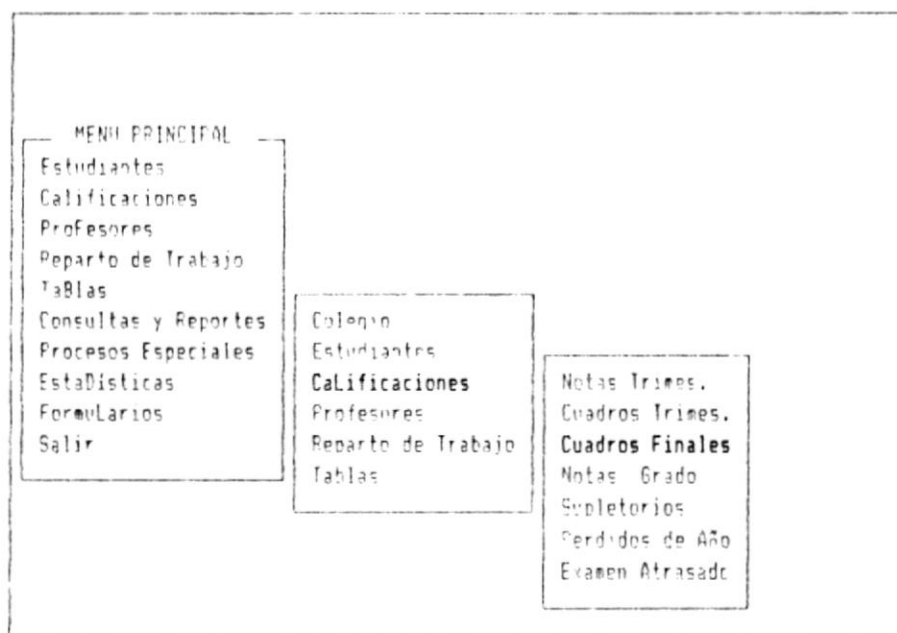 MENU PRINCIPAL
Estudiantes
Calificaciones
ProFesores
Reparto de Trabajo
TaBlas
Consultas y Reportes
Procesos Especiales
EstaDisticas
FormuLarios
Salir
Colegio
Estudiantes
CaLificaciones
Profesores
Reparto de Trabajo
Tablas
Notas Trimes.
Cuadros Trimes.
Cuadros Finales
Notas Grado
Supletorios
Perdidos de Año
Examen Atrasado